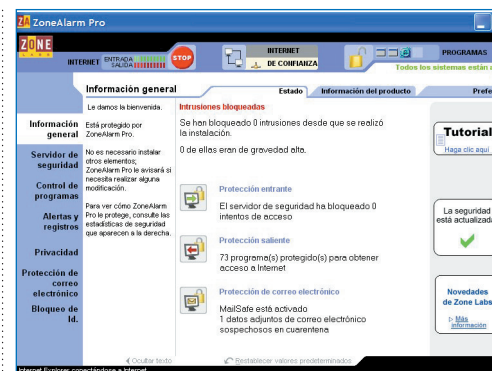 ZA ZoneAlarm Pro
ZONE
LABS
INTERNET
ENTRADA
SALIDA
STOP
INTERNET
DE CONFIANZA
PROGRAMAS
Todos los sistemas están
Información general
Estado
Información del producto
Prefe
Información general
Servidor de seguridad
Control de programas
Alertas y registros
Privacidad
Protección de correo electrónico
Bloqueo de Id.
Le damos la bienvenida.
Está protegido por
ZoneAlarm Pro.
No es necesario instalar
otros elementos;
ZoneAlarm Pro le avisará si
necesita realizar alguna
modificación.
Para ver cómo ZoneAlarm
Pro le protege, consulte las
estadísticas de seguridad
que aparecen a la derecha.
Intrusiones bloqueadas
Se han bloqueado 0 intrusiones desde que se realizó
la instalación.
0 de ellas eran de gravedad alta.
Protección entrante
El servidor de seguridad ha bloqueado 0
intentos de acceso
Protección saliente
73 programa(s) protegido(s) para obtener
acceso a Internet
Protección de correo electrónico
MailSafe está activado
1 datos adjuntos de correo electrónico
sospechosos en cuarentena
Tutorial
Haga clic aquí
La seguridad
está actualizada
Novedades
de Zone Labs
Más
información
Ocultar texto
Restablecer valores predeterminados
Internet Explorer conectándose a Internet